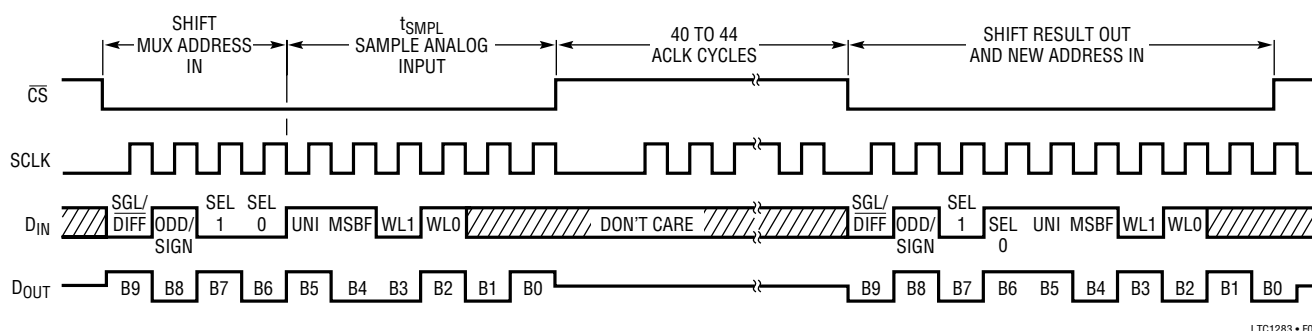 SHIFT
MUX ADDRESS
IN
tSMPL
SAMPLE ANALOG
INPUT
40 TO 44
ACLK CYCLES
SHIFT RESULT OUT
AND NEW ADDRESS IN
CS
SCLK
DIN
SGL/
DIFF
ODD/
SIGN
SEL
1
SEL
0
UNI
MSBF
WL1
WL0
DON'T CARE
SGL/
DIFF
ODD/
SIGN
SEL
1
SEL
0
UNI
MSBF
WL1
WL0
DOUT
B9 B8 B7 B6 B5 B4 B3 B2 B1 B0
B9 B8 B7 B6 B5 B4 B3 B2 B1 B0
LTC1283 •